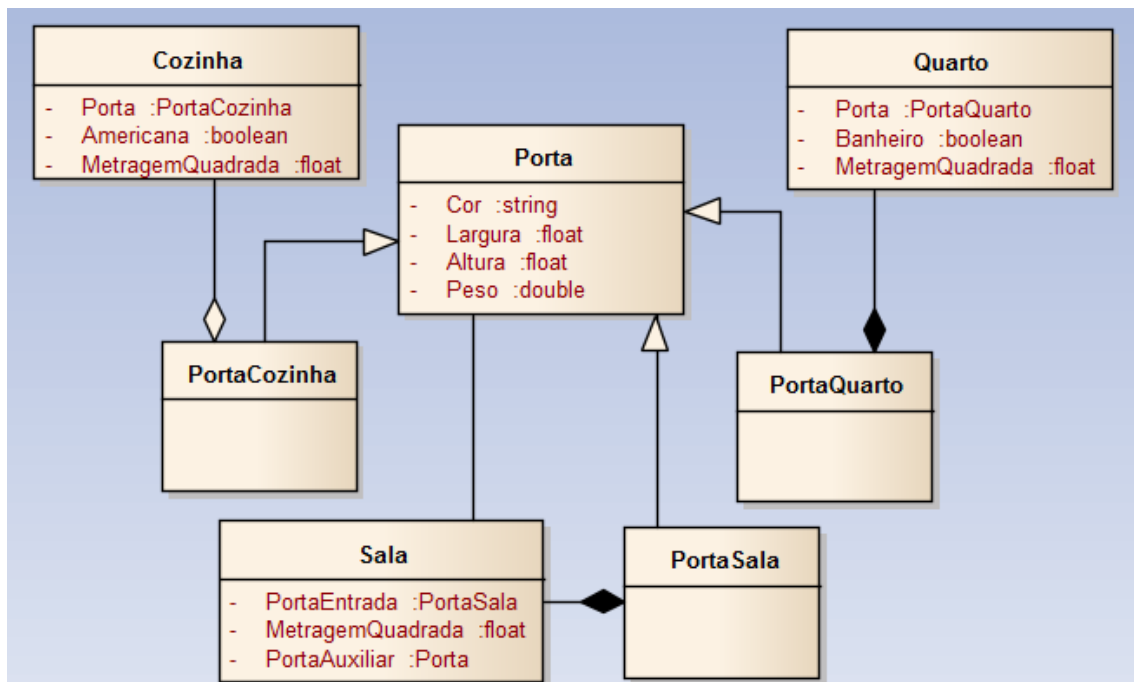 Cozinha
- Porta :PortaCozinha
- Americana :boolean
- MetragemQuadrada :float
Quarto
- Porta :PortaQuarto
- Banheiro :boolean
- MetragemQuadrada :float
Porta
- Cor :string
- Largura :float
- Altura :float
- Peso :double
PortaCozinha
PortaQuarto
Sala
- PortaEntrada :PortaSala
- MetragemQuadrada :float
- PortaAuxiliar :Porta
PortaSala